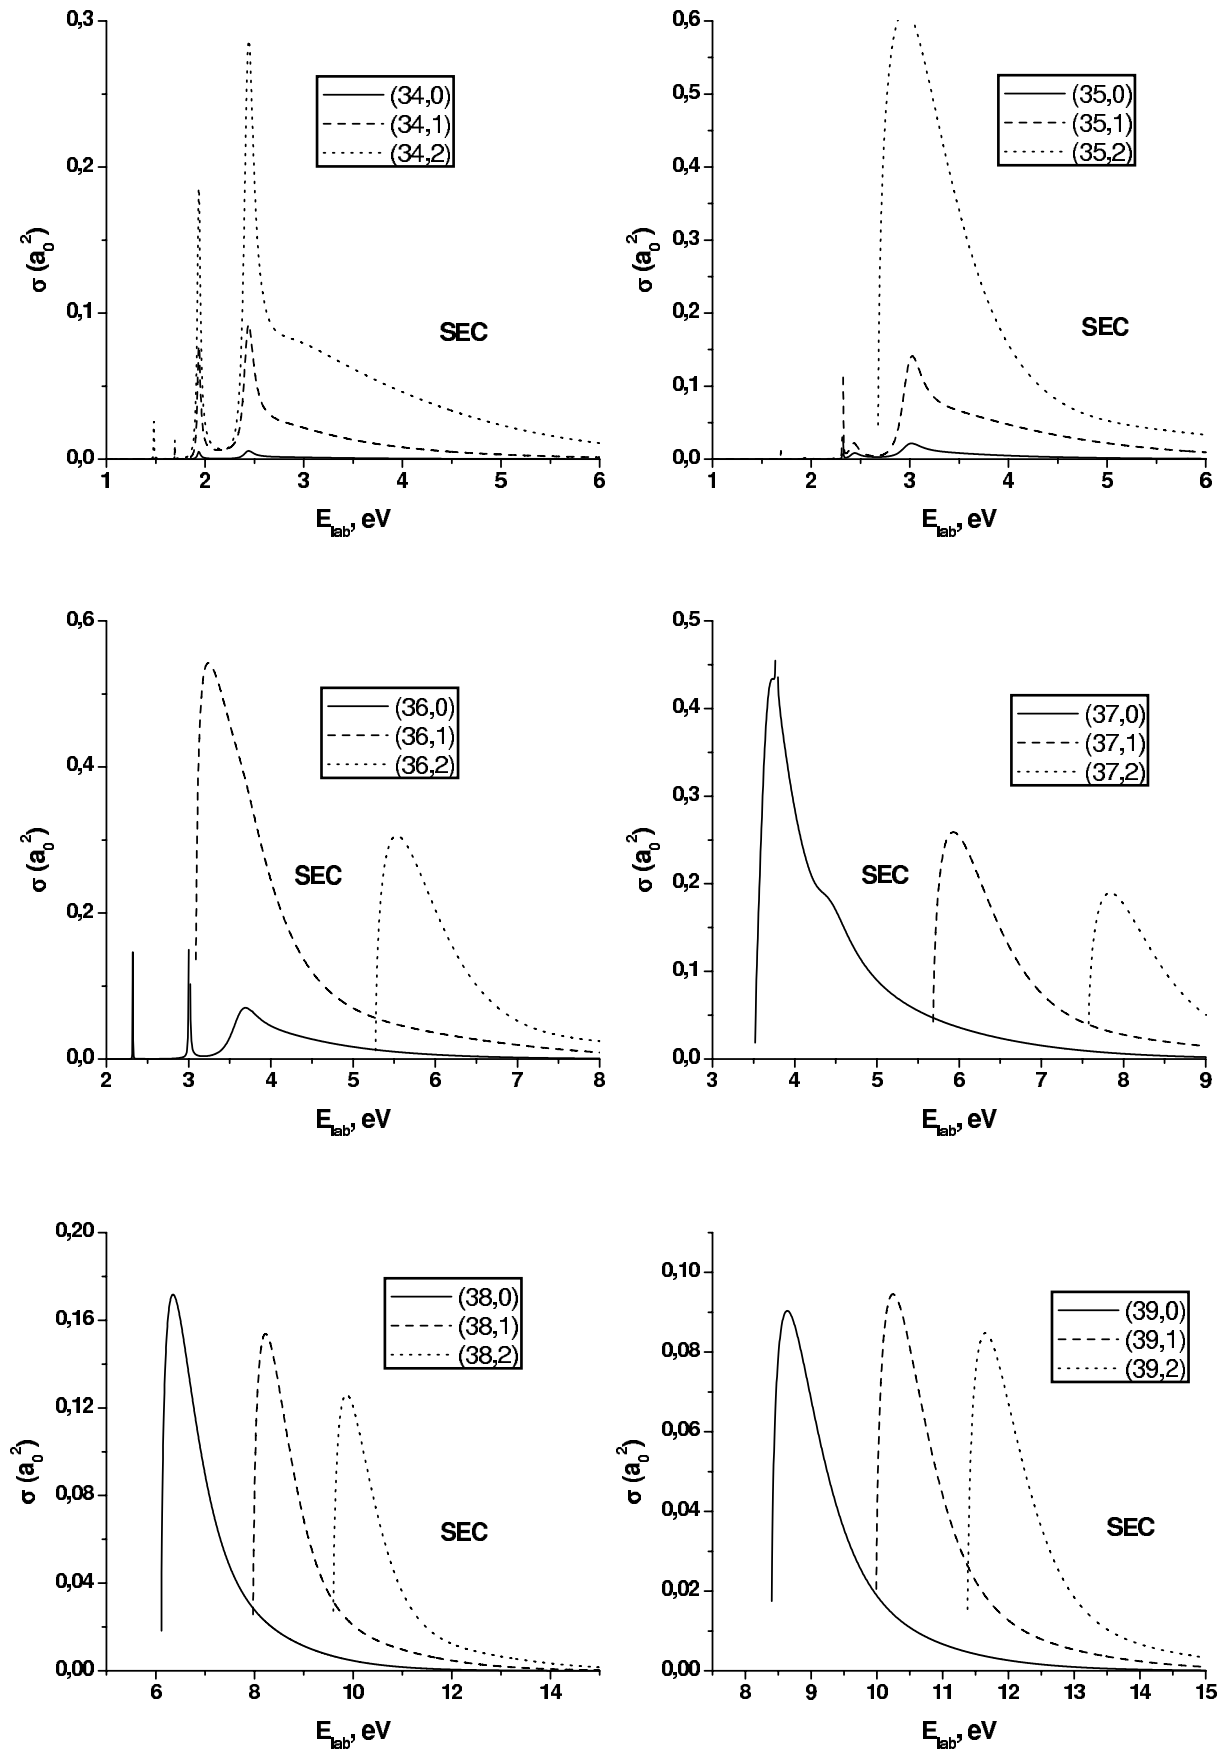 0,3
0,2
0,1
0,0
σ (a₀²)
(34,0)
(34,1)
(34,2)
SEC
1 2 3 4 5 6
E_lab, eV
0,6
0,5
0,4
0,3
0,2
0,1
0,0
σ (a₀²)
(35,0)
(35,1)
(35,2)
SEC
1 2 3 4 5 6
E_lab, eV
0,6
0,4
0,2
0,0
σ (a₀²)
(36,0)
(36,1)
(36,2)
SEC
2 3 4 5 6 7 8
E_lab, eV
0,5
0,4
0,3
0,2
0,1
0,0
σ (a₀²)
(37,0)
(37,1)
(37,2)
SEC
3 4 5 6 7 8 9
E_lab, eV
0,20
0,16
0,12
0,08
0,04
0,00
σ (a₀²)
(38,0)
(38,1)
(38,2)
SEC
6 8 10 12 14
E_lab, eV
0,10
0,08
0,06
0,04
0,02
0,00
σ (a₀²)
(39,0)
(39,1)
(39,2)
SEC
8 9 10 11 12 13 14 15
E_lab, eV